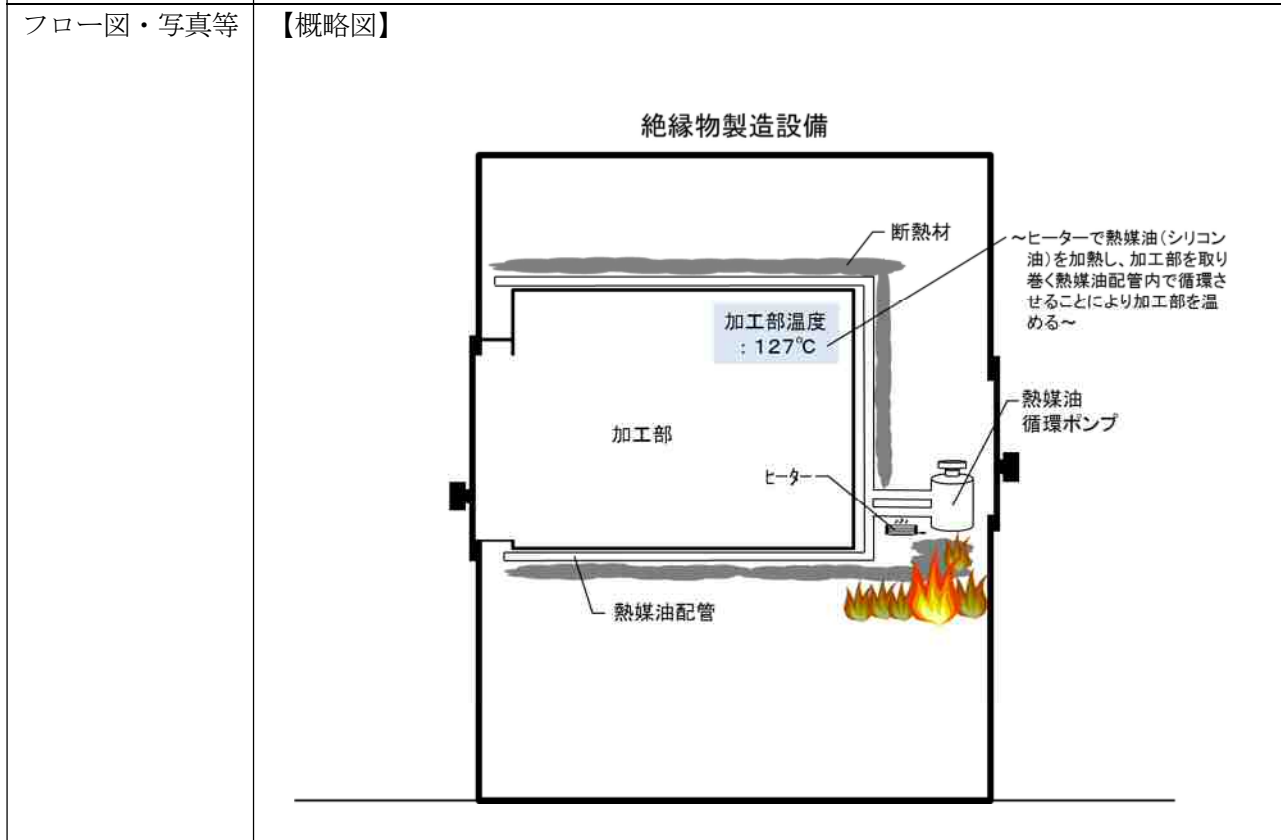 フロー図・写真等
【概略図】
絶縁物製造設備
断熱材
～ヒーターで熱媒油（シリコン
油）を加熱し、加工部を取り
巻く熱媒油配管内で循環さ
せることにより加工部を温
める～
加工部温度
：127℃
熱媒油
循環ポンプ
加工部
ヒーター
熱媒油配管